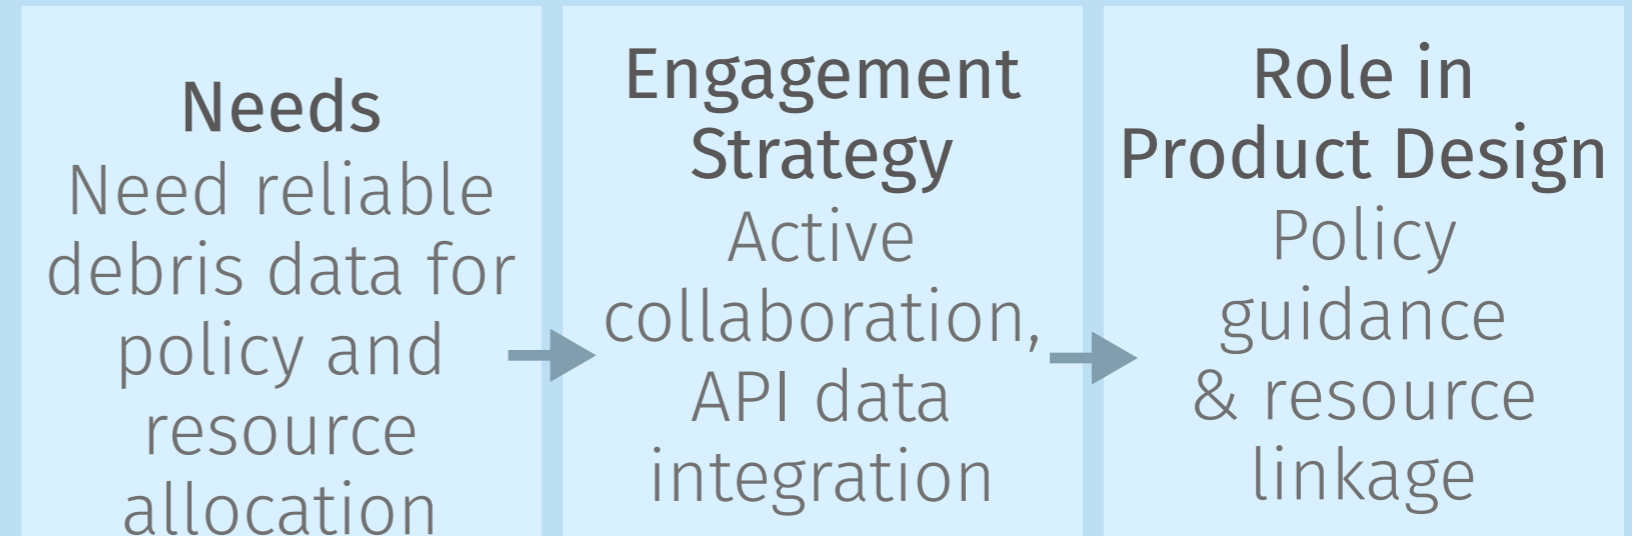 Needs
Need reliable
debris data for
policy and
resource
allocation
Engagement
Strategy
Active
collaboration,
API data
integration
Role in
Product Design
Policy
guidance
& resource
linkage